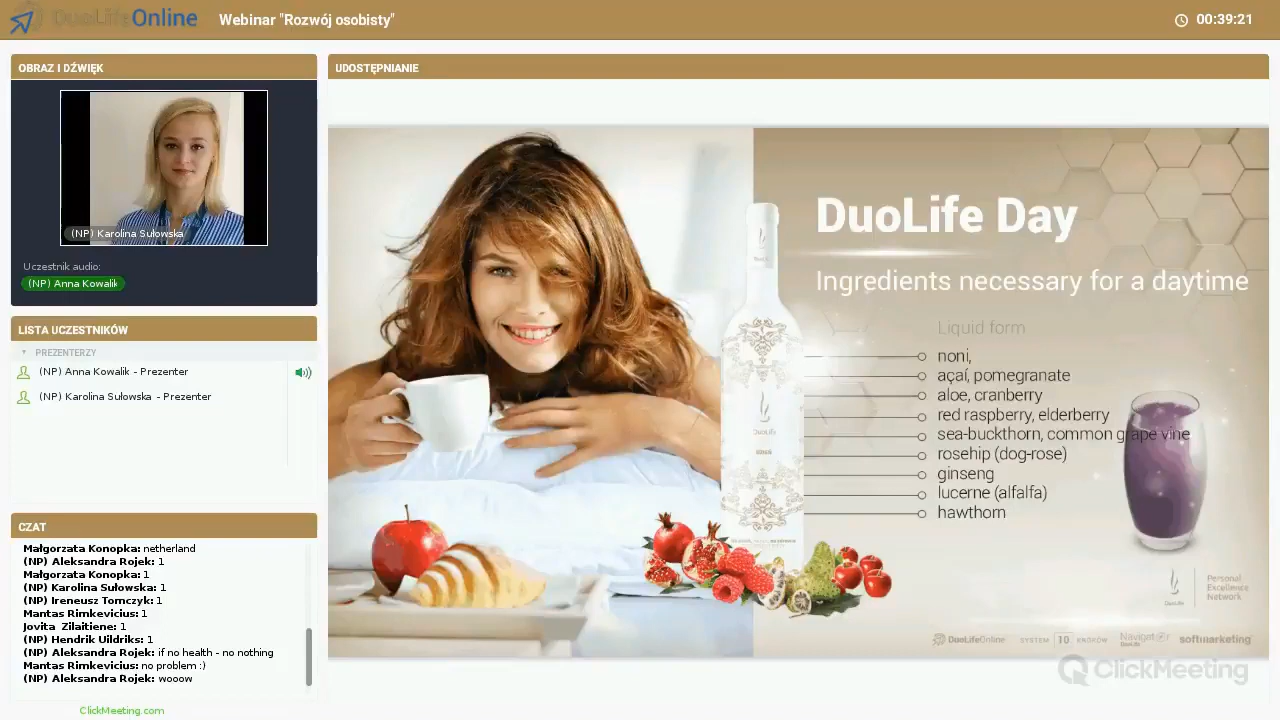 DuoLifeOnline
Webinar "Rozwój osobisty"
00:39:21
OBRAZ I DŹWIĘK
(NP) Karolina Sułowska
Uczestnik audio:
(NP) Anna Kowalik
LISTA UCZESTNIKÓW
PREZENTERZY
(NP) Anna Kowalik - Prezenter
(NP) Karolina Sułowska - Prezenter
CZAT
Małgorzata Konopka: netherland
(NP) Aleksandra Rojek: 1
Małgorzata Konopka: 1
(NP) Karolina Sułowska: 1
(NP) Ireneusz Tomczyk: 1
Mantas Rimkevicius: 1
Jovita Zilaitiene: 1
(NP) Hendrik Uildriks: 1
(NP) Aleksandra Rojek: if no health - no nothing
Mantas Rimkevicius: no problem :)
(NP) Aleksandra Rojek: wooow
ClickMeeting.com
UDOSTĘPNIANIE
DuoLife Day
Ingredients necessary for a daytime
Liquid form
noni,
açaí, pomegranate
aloe, cranberry
red raspberry, elderberry
sea-buckthorn, common grape vine
rosehip (dog-rose)
ginseng
lucerne (alfalfa)
hawthorn
DuoLife
DuoLife
Personal
Excellence
Network
DuoLifeOnline
SYSTEM 10 KROKÓW
Navigator
DuoLife
softmarketing
ClickMeeting